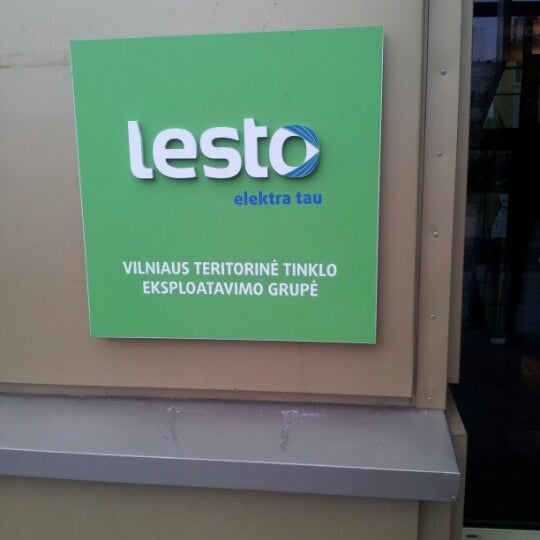 lesto
elektra tau
VILNIAUS TERITORINĖ TINKLO
EKSPLOATAVIMO GRUPĖ